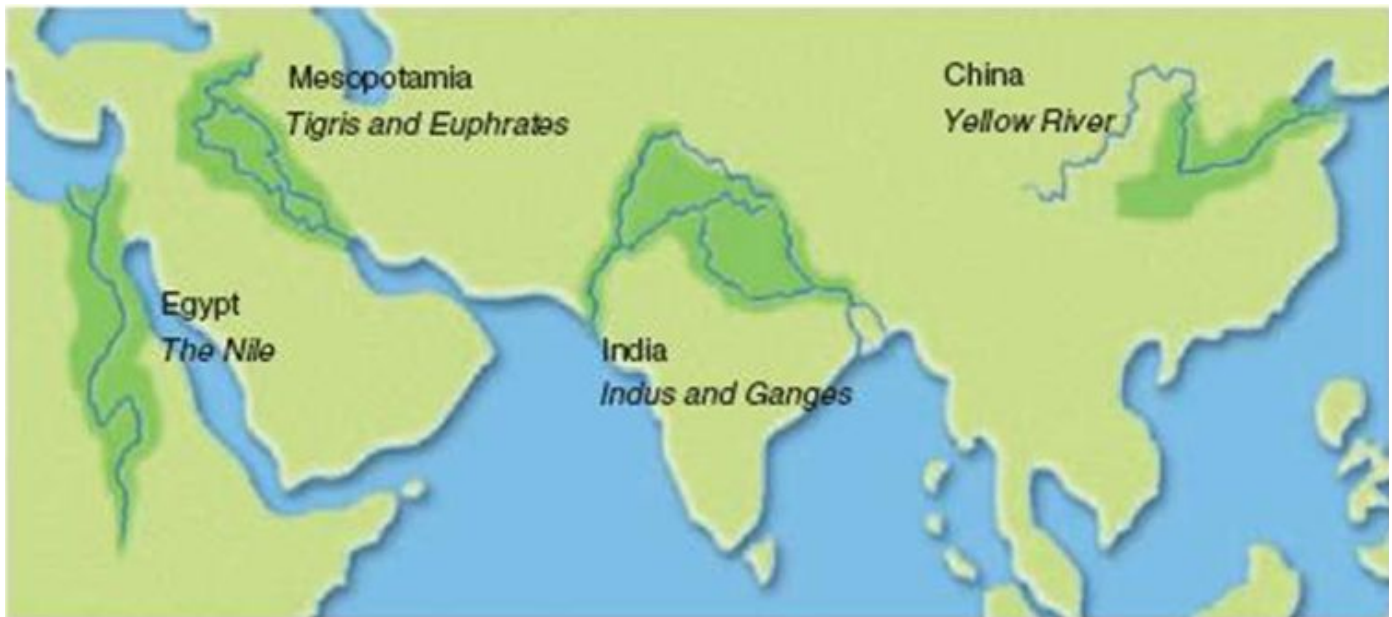 Mesopotamia
Tigris and Euphrates
China
Yellow River
Egypt
The Nile
India
Indus and Ganges